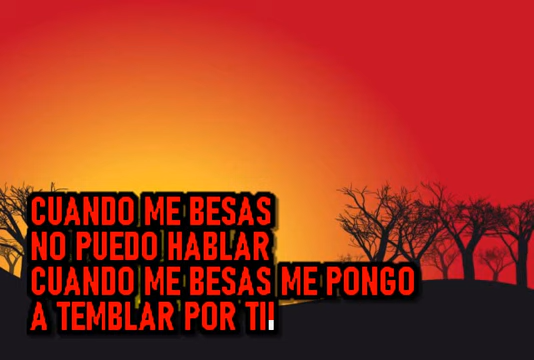 CUANDO ME BESAS
NO PUEDO HABLAR
CUANDO ME BESAS ME PONGO
A TEMBLAR POR TI!